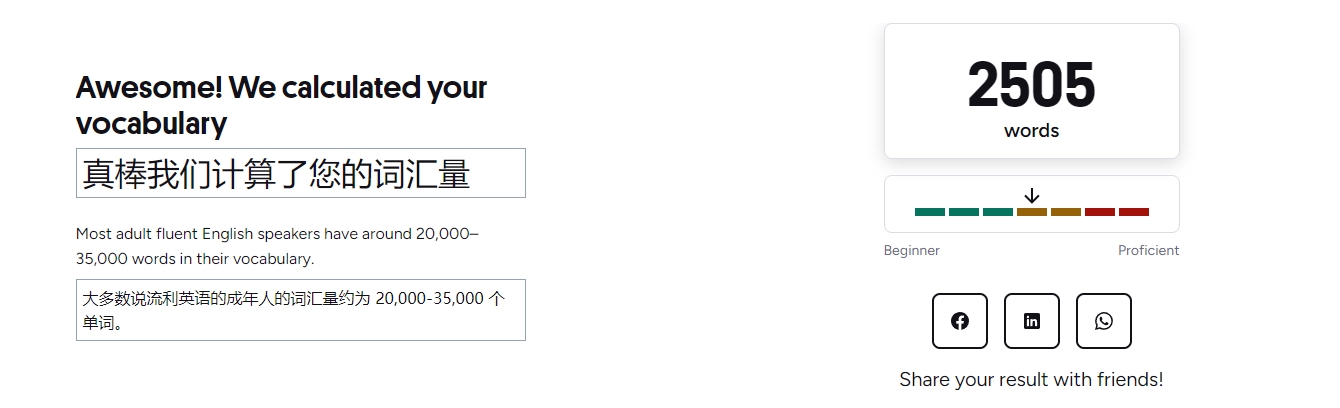 Awesome! We calculated your
vocabulary
真棒我们计算了您的词汇量
Most adult fluent English speakers have around 20,000–
35,000 words in their vocabulary.
大多数说流利英语的成年人的词汇量约为 20,000-35,000 个
单词。
2505
words
Beginner Proficient
Share your result with friends!